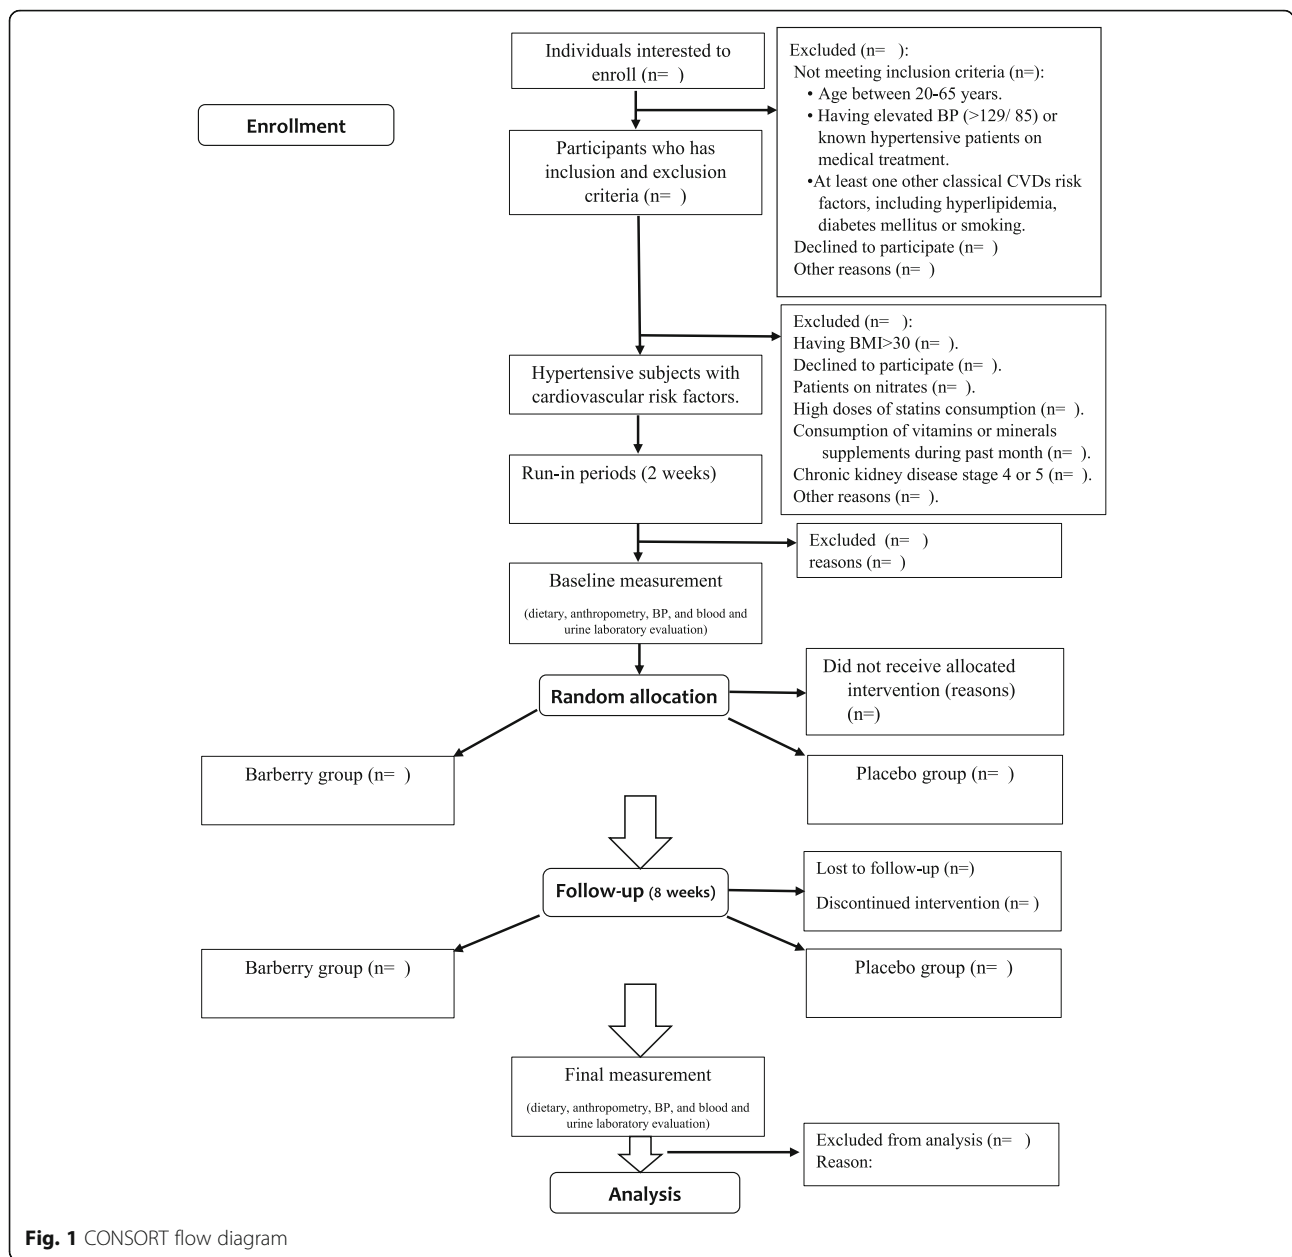 Individuals interested to
enroll (n=   )
Excluded (n=   ):
Not meeting inclusion criteria (n=):
• Age between 20-65 years.
• Having elevated BP (>129/ 85) or
known hypertensive patients on
medical treatment.
•At least one other classical CVDs risk
factors, including hyperlipidemia,
diabetes mellitus or smoking.
Declined to participate (n=  )
Other reasons (n=  )
Enrollment
Participants who has
inclusion and exclusion
criteria (n=  )
Excluded (n=   ):
Having BMI>30 (n=  ).
Declined to participate (n=  ).
Patients on nitrates (n=  ).
High doses of statins consumption (n=  ).
Consumption of vitamins or minerals
supplements during past month (n=  ).
Chronic kidney disease stage 4 or 5 (n=  ).
Other reasons (n=  ).
Hypertensive subjects with
cardiovascular risk factors.
Run-in periods (2 weeks)
Excluded  (n=   )
reasons (n=  )
Baseline measurement
(dietary, anthropometry, BP, and blood and
urine laboratory evaluation)
Random allocation
Did not receive allocated
intervention (reasons)
(n=)
Barberry group (n=  )
Placebo group (n=  )
Follow-up (8 weeks)
Lost to follow-up (n=)
Discontinued intervention (n= )
Barberry group (n=  )
Placebo group (n=  )
Final measurement
(dietary, anthropometry, BP, and blood and
urine laboratory evaluation)
Excluded from analysis (n=   )
Reason:
Analysis
Fig. 1 CONSORT flow diagram